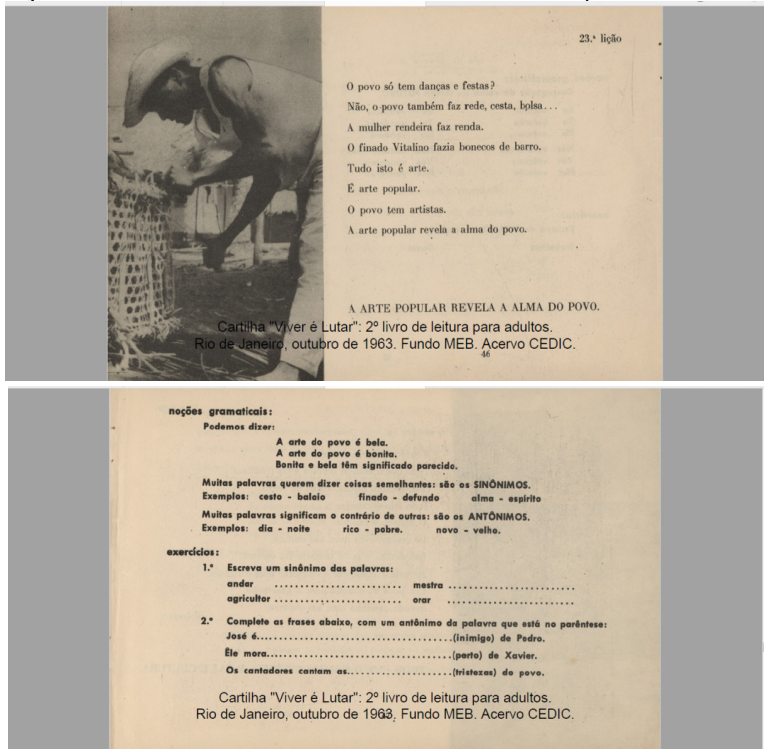 23.ª lição
O povo só tem danças e festas?
Não, o povo também faz rede, cesta, bolsa...
A mulher rendeira faz renda.
O finado Vitalino fazia bonecos de barro.
Tudo isto é arte.
É arte popular.
O povo tem artistas.
A arte popular revela a alma do povo.
A ARTE POPULAR REVELA A ALMA DO POVO.
Cartilha "Viver é Lutar": 2º livro de leitura para adultos.
Rio de Janeiro, outubro de 1963. Fundo MEB. Acervo CEDIC.
46
noções gramaticais:
Podemos dizer:
A arte do povo é bela.
A arte do povo é bonita.
Bonita e bela têm significado parecido.
Muitas palavras querem dizer coisas semelhantes: são os SINÔNIMOS.
Exemplos: cesto - balaio finado - defundo alma - espírito
Muitas palavras significam o contrário de outras: são os ANTÔNIMOS.
Exemplos: dia - noite rico - pobre. novo - velho.
exercícios:
1.º Escreva um sinônimo das palavras:
andar .......................... mestra ..........................
agricultor .......................... orar ..........................
2.º Complete as frases abaixo, com um antônimo da palavra que está no parêntese:
José é........................................(inimigo) de Pedro.
Êle mora......................................(perto) de Xavier.
Os cantadores cantam as......................(tristezas) do povo.
Cartilha "Viver é Lutar": 2º livro de leitura para adultos.
Rio de Janeiro, outubro de 1963. Fundo MEB. Acervo CEDIC.